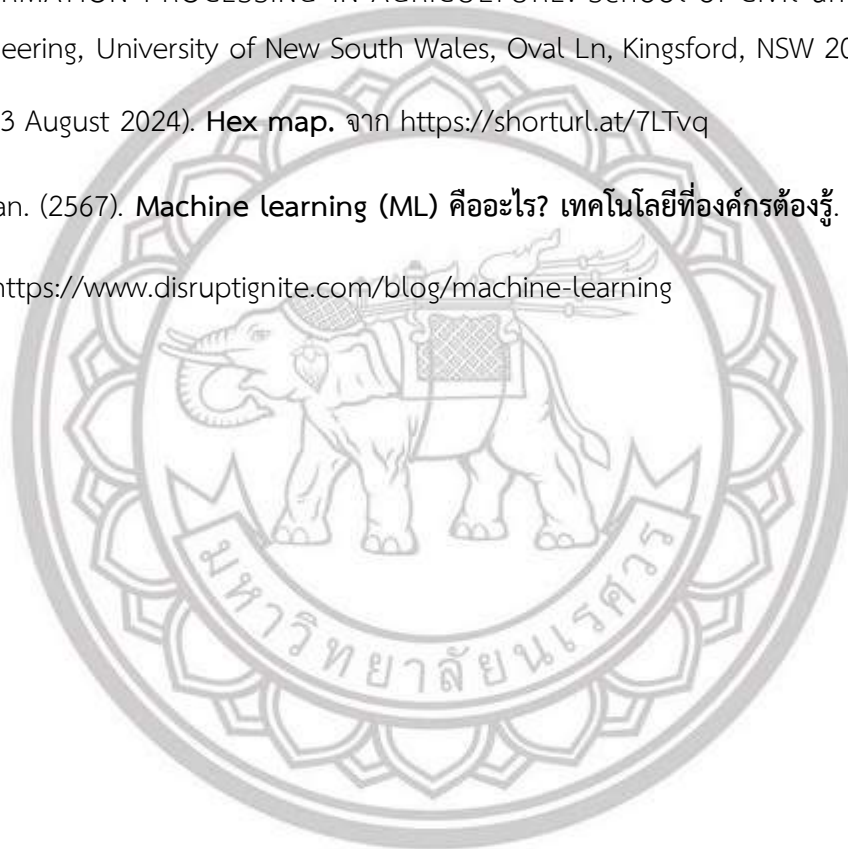 eering, University of New South Wales, Oval Ln, Kingsford, NSW 20
3 August 2024). Hex map. จาก https://shorturl.at/7LTvq
an. (2567). Machine learning (ML) คืออะไร? เทคโนโลยีที่องค์กรต้องรู้.
https://www.disruptignite.com/blog/machine-learning
มหาวิทยาลัยนเรศวร